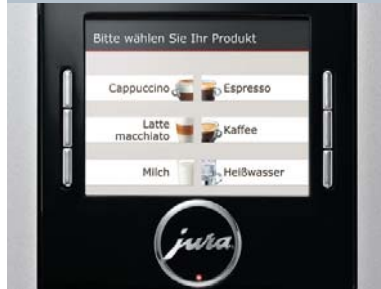 Bitte wählen Sie Ihr Produkt
Cappuccino
Espresso
Latte
macchiato
Kaffee
Milch
Heißwasser
jura